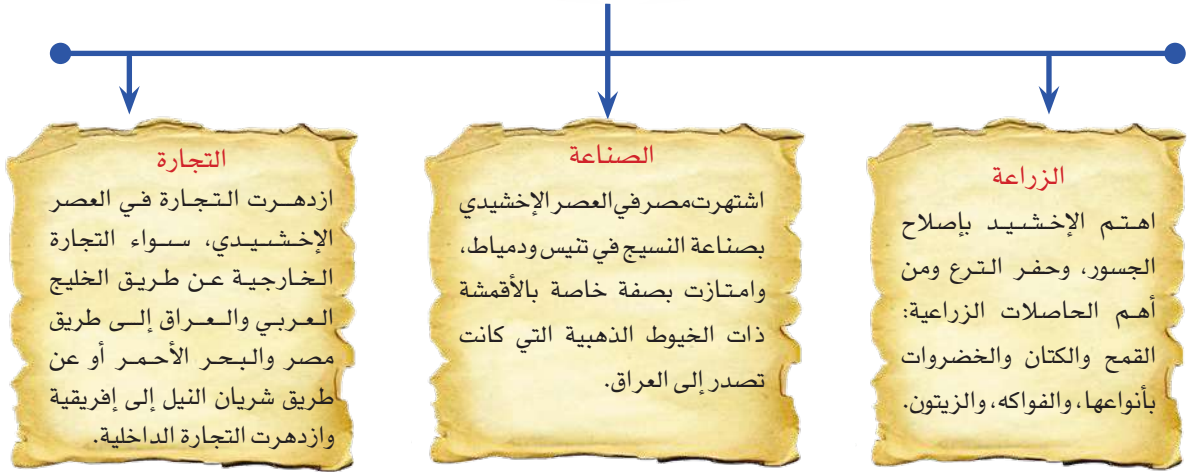 الزراعة
اهتم الإخشيد بإصلاح
الجسور، وحفر الترع ومن
أهم الحاصلات الزراعية:
القمح والكتان والخضروات
بأنواعها، والفواكه، والزيتون.
الصناعة
اشتهرت مصر في العصر الإخشيدي
بصناعة النسيج في تنيس ودمياط،
وامتازت بصفة خاصة بالأقمشة
ذات الخيوط الذهبية التي كانت
تصدر إلى العراق.
التجارة
ازدهرت التجارة في العصر
الإخشيدي، سواء التجارة
الخارجية عن طريق الخليج
العربي والعراق إلى طريق
مصر والبحر الأحمر أو عن
طريق شريان النيل إلى إفريقية
وازدهرت التجارة الداخلية.